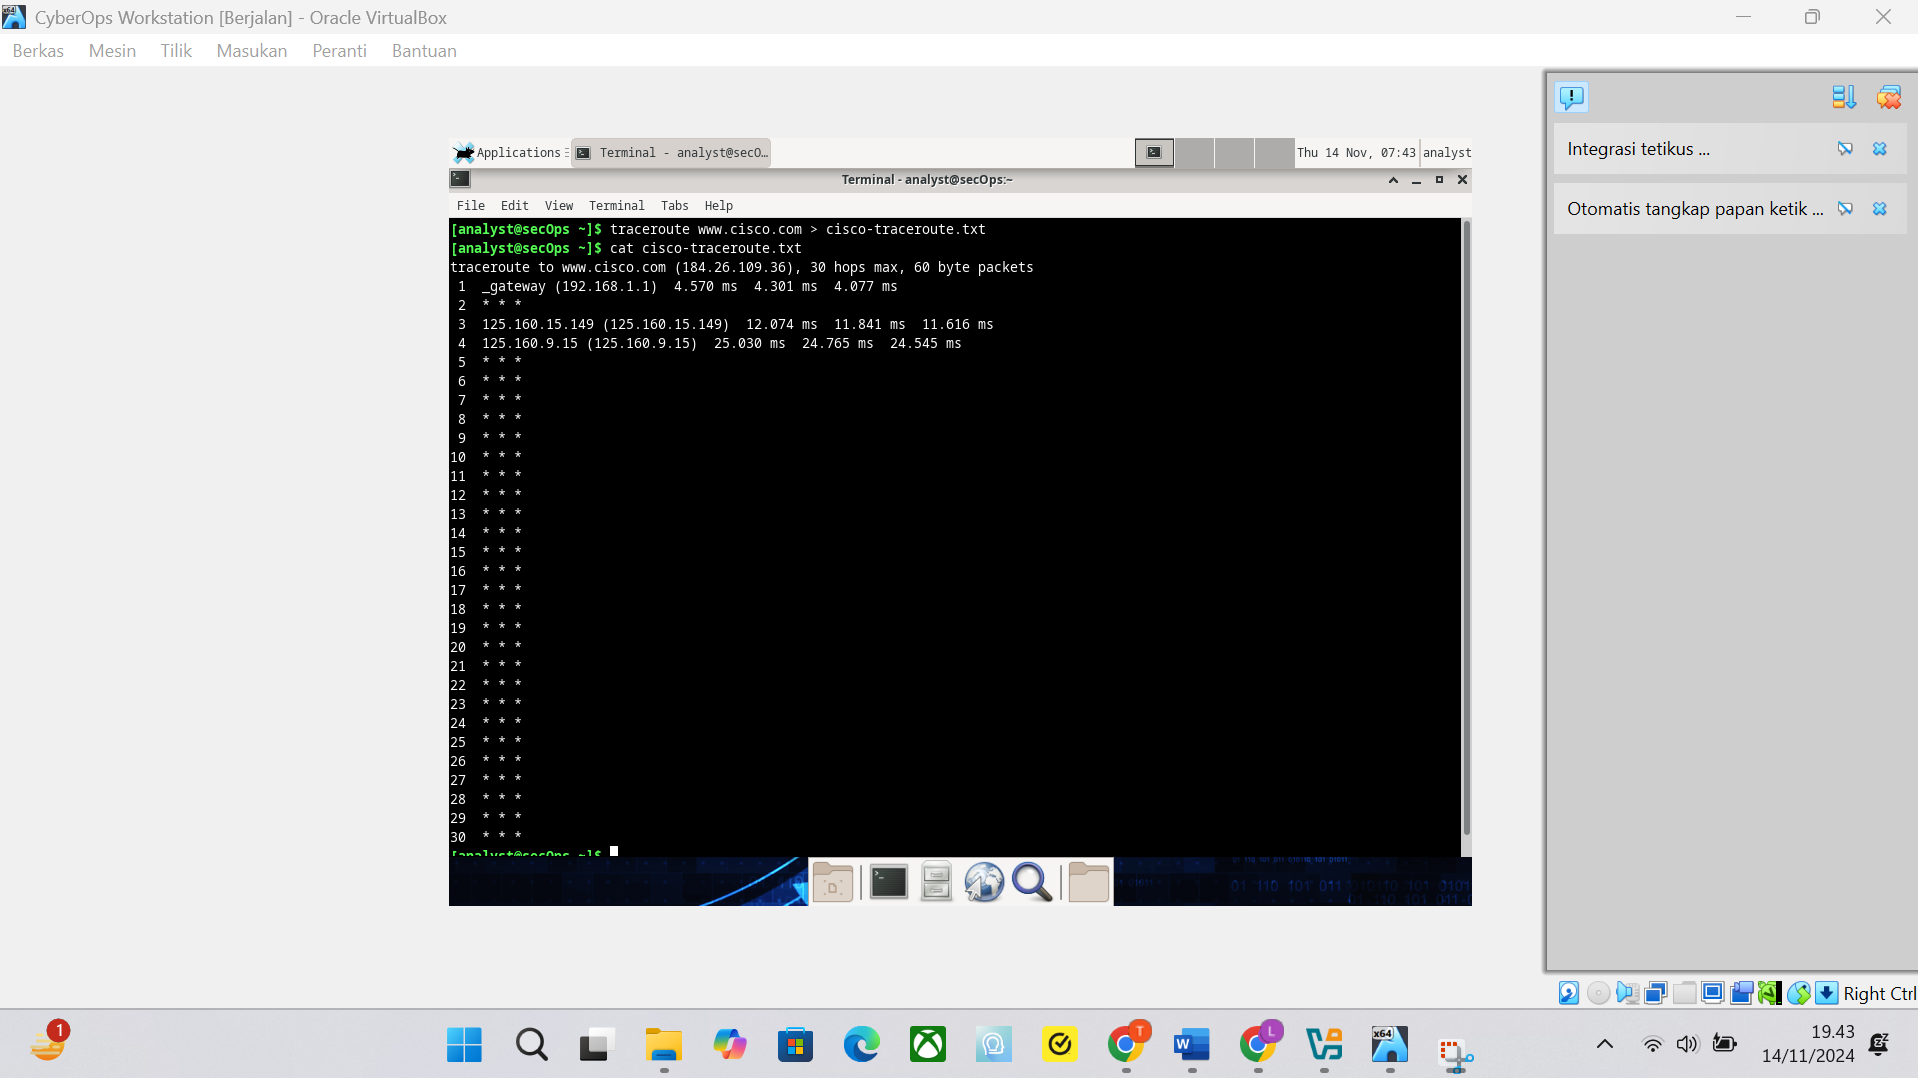 CyberOps Workstation [Berjalan] - Oracle VirtualBox
Berkas Mesin Tilik Masukan Peranti Bantuan
Integrasi tetikus ...
Otomatis tangkap papan ketik ...
Applications Terminal - analyst@secO... Thu 14 Nov, 07:43 analyst
Terminal - analyst@secOps:~
File Edit View Terminal Tabs Help
[analyst@secOps ~]$ traceroute www.cisco.com > cisco-traceroute.txt
[analyst@secOps ~]$ cat cisco-traceroute.txt
traceroute to www.cisco.com (184.26.109.36), 30 hops max, 60 byte packets
1 _gateway (192.168.1.1) 4.570 ms 4.301 ms 4.077 ms
2 * * *
3 125.160.15.149 (125.160.15.149) 12.074 ms 11.841 ms 11.616 ms
4 125.160.9.15 (125.160.9.15) 25.030 ms 24.765 ms 24.545 ms
5 * * *
6 * * *
7 * * *
8 * * *
9 * * *
10 * * *
11 * * *
12 * * *
13 * * *
14 * * *
15 * * *
16 * * *
17 * * *
18 * * *
19 * * *
20 * * *
21 * * *
22 * * *
23 * * *
24 * * *
25 * * *
26 * * *
27 * * *
28 * * *
29 * * *
30 * * *
[analyst@secOps ~]$
Right Ctrl
1
T
W
L
x64
19.43
14/11/2024